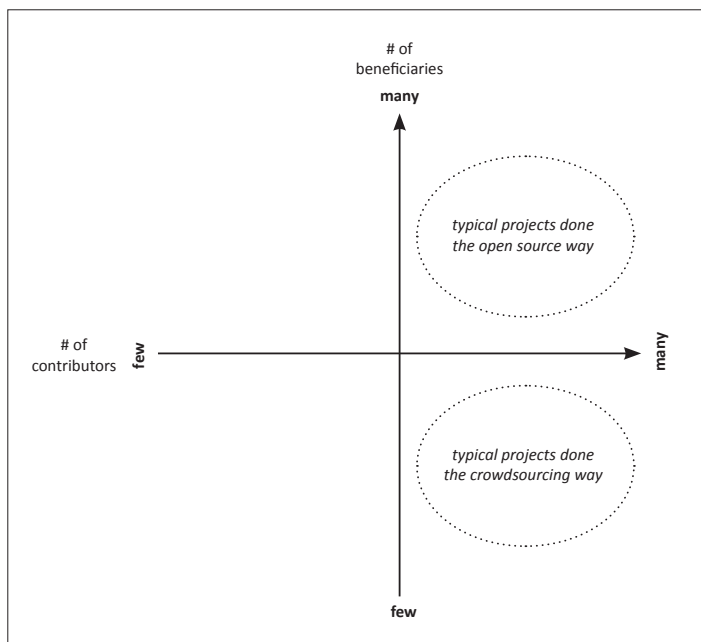 # of
beneficiaries
many
typical projects done
the open source way
# of
contributors
few
many
typical projects done
the crowdsourcing way
few